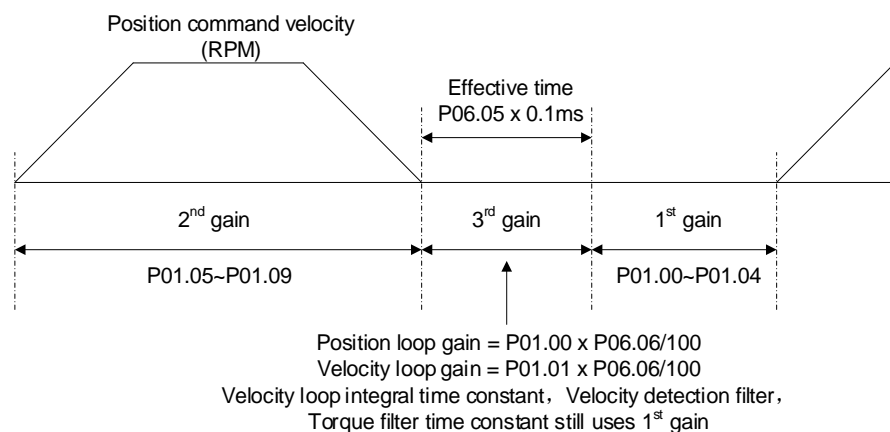 Position command velocity
(RPM)
Effective time
P06.05 x 0.1ms
2nd gain
3rd gain
1st gain
P01.05~P01.09
P01.00~P01.04
Position loop gain = P01.00 x P06.06/100
Velocity loop gain = P01.01 x P06.06/100
Velocity loop integral time constant，Velocity detection filter，
Torque filter time constant still uses 1st gain